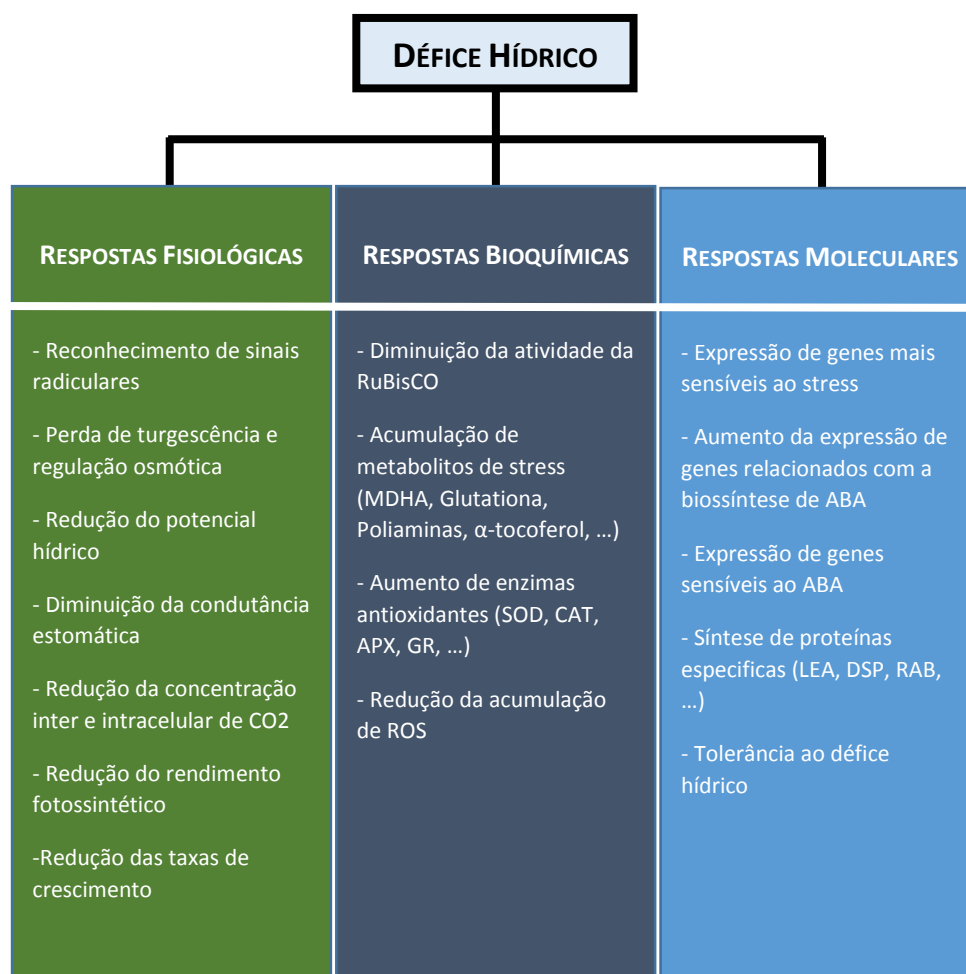 DÉFICE HÍDRICO
RESPOSTAS FISIOLÓGICAS
- Reconhecimento de sinais
radiculares
- Perda de turgescência e
regulação osmótica
- Redução do potencial
hídrico
- Diminuição da condutância
estomática
- Redução da concentração
inter e intracelular de CO2
- Redução do rendimento
fotossintético
-Redução das taxas de
crescimento
RESPOSTAS BIOQUÍMICAS
- Diminuição da atividade da
RuBisCO
- Acumulação de
metabolitos de stress
(MDHA, Glutationa,
Poliaminas, α-tocoferol, …)
- Aumento de enzimas
antioxidantes (SOD, CAT,
APX, GR, …)
- Redução da acumulação
de ROS
RESPOSTAS MOLECULARES
- Expressão de genes mais
sensíveis ao stress
- Aumento da expressão de
genes relacionados com a
biossíntese de ABA
- Expressão de genes
sensíveis ao ABA
- Síntese de proteínas
especificas (LEA, DSP, RAB,
…)
- Tolerância ao défice
hídrico